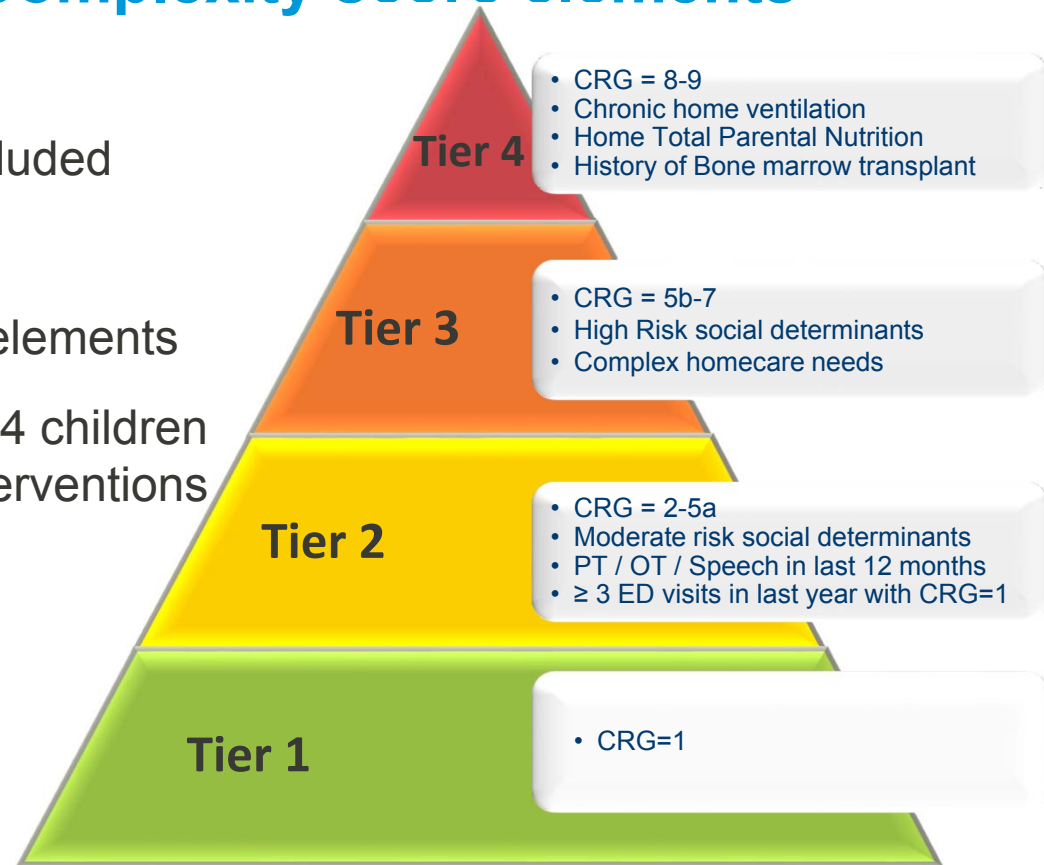 complexity score elements
luded
elements
4 children
erventions
Tier 4
• CRG = 8-9
• Chronic home ventilation
• Home Total Parental Nutrition
• History of Bone marrow transplant
Tier 3
• CRG = 5b-7
• High Risk social determinants
• Complex homecare needs
Tier 2
• CRG = 2-5a
• Moderate risk social determinants
• PT / OT / Speech in last 12 months
• ≥ 3 ED visits in last year with CRG=1
Tier 1
• CRG=1